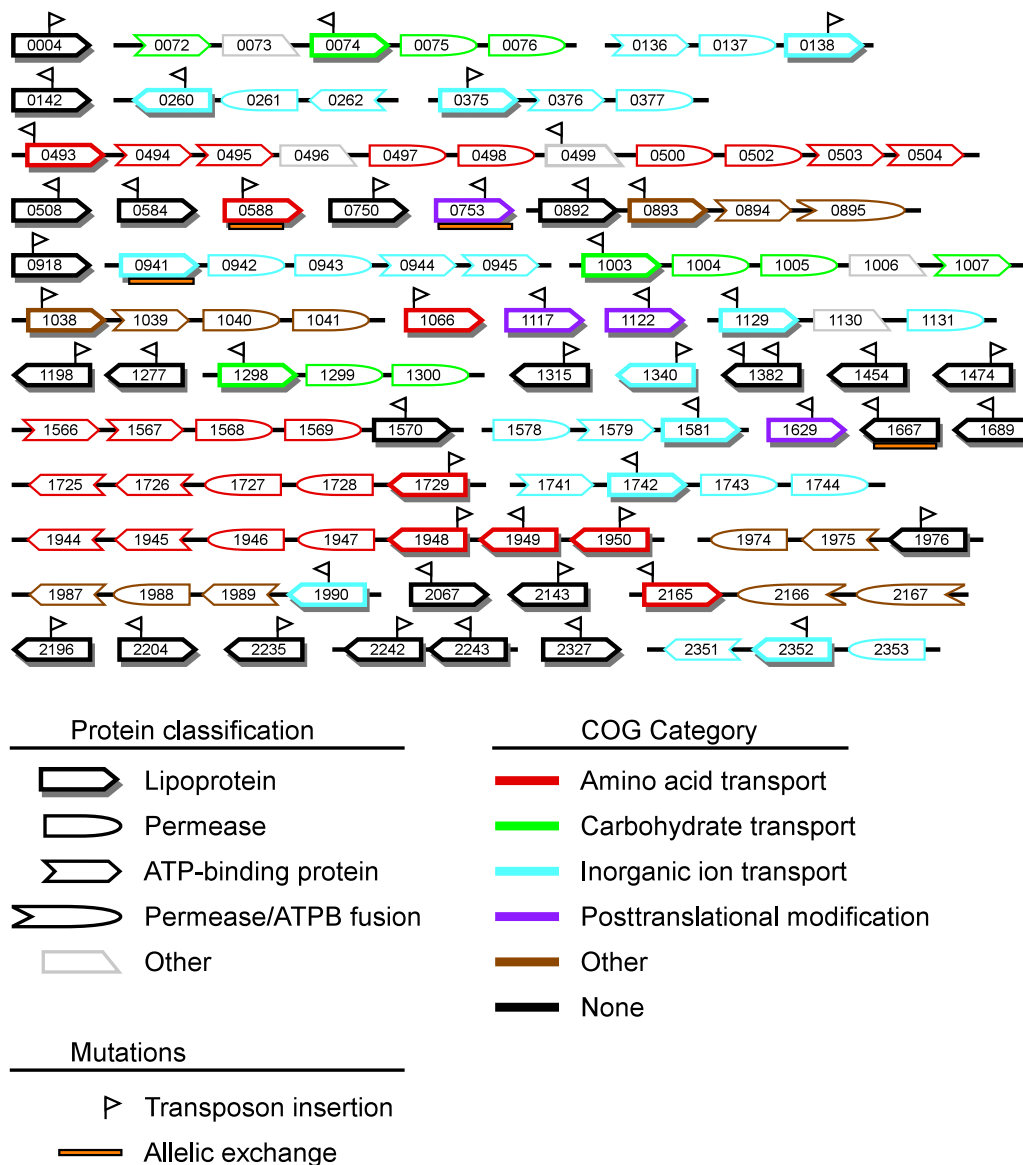 0004 0072 0073 0074 0075 0076 0136 0137 0138
0142 0260 0261 0262 0375 0376 0377
0493 0494 0495 0496 0497 0498 0499 0500 0502 0503 0504
0508 0584 0588 0750 0753 0892 0893 0894 0895
0918 0941 0942 0943 0944 0945 1003 1004 1005 1006 1007
1038 1039 1040 1041 1066 1117 1122 1129 1130 1131
1198 1277 1298 1299 1300 1315 1340 1382 1454 1474
1566 1567 1568 1569 1570 1578 1579 1581 1629 1667 1689
1725 1726 1727 1728 1729 1741 1742 1743 1744
1944 1945 1946 1947 1948 1949 1950 1974 1975 1976
1987 1988 1989 1990 2067 2143 2165 2166 2167
2196 2204 2235 2242 2243 2327 2351 2352 2353
Protein classification
Lipoprotein
Permease
ATP-binding protein
Permease/ATPB fusion
Other
COG Category
Amino acid transport
Carbohydrate transport
Inorganic ion transport
Posttranslational modification
Other
None
Mutations
Transposon insertion
Allelic exchange